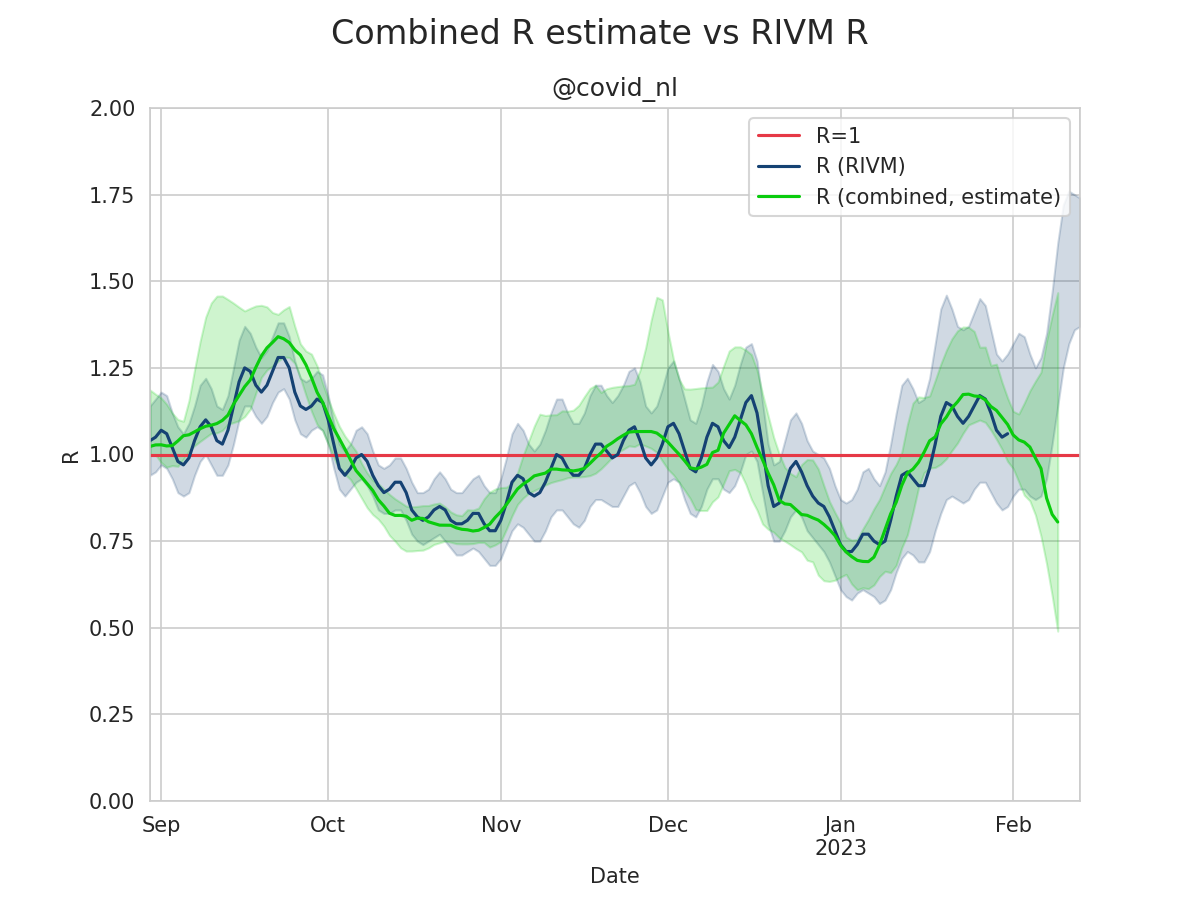 Combined R estimate vs RIVM R
@covid_nl
R=1
R (RIVM)
R (combined, estimate)
2.00
1.75
1.50
1.25
1.00
0.75
0.50
0.25
0.00
R
Sep Oct Nov Dec Jan Feb
2023
Date